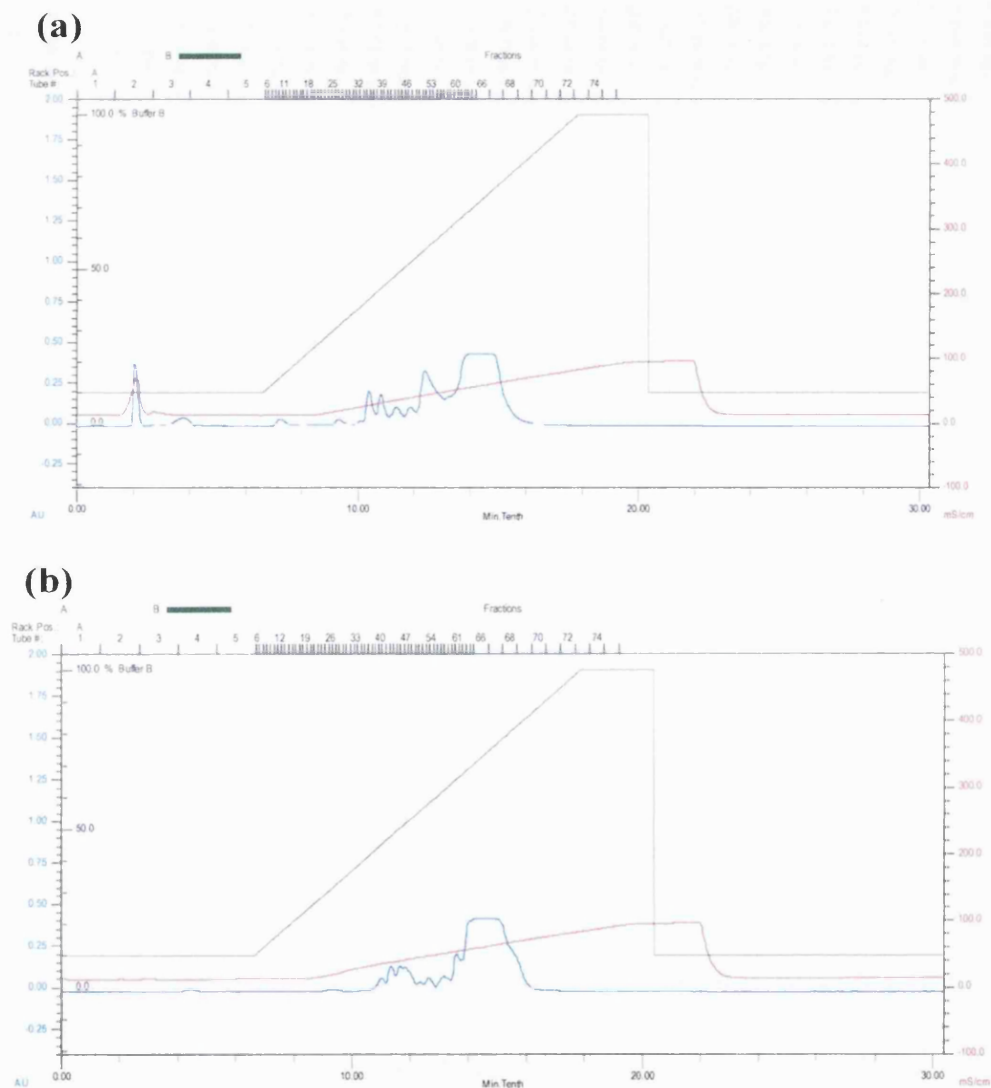 (a)
A B Fractions
Rack Pos.: A
Tube #: 1 2 3 4 5 6 11 18 25 32 39 46 53 60 66 68 70 72 74
2.00 500.0
100.0 % Buffer B
1.75
400.0
1.50
1.25 300.0
1.00
50.0
200.0
0.75
0.50
100.0
0.25
0.00 0.0 0.0
-0.25
-100.0
0.00 10.00 20.00 30.00
AU Min.Tenth mS/cm
(b)
A B Fractions
Rack Pos.: A
Tube #: 1 2 3 4 5 6 12 19 26 33 40 47 54 61 66 68 70 72 74
2.00 500.0
100.0 % Buffer B
1.75
400.0
1.50
1.25 300.0
1.00
50.0
200.0
0.75
0.50
100.0
0.25
0.00 0.0 0.0
-0.25
-100.0
0.00 10.00 20.00 30.00
AU Min.Tenth mS/cm